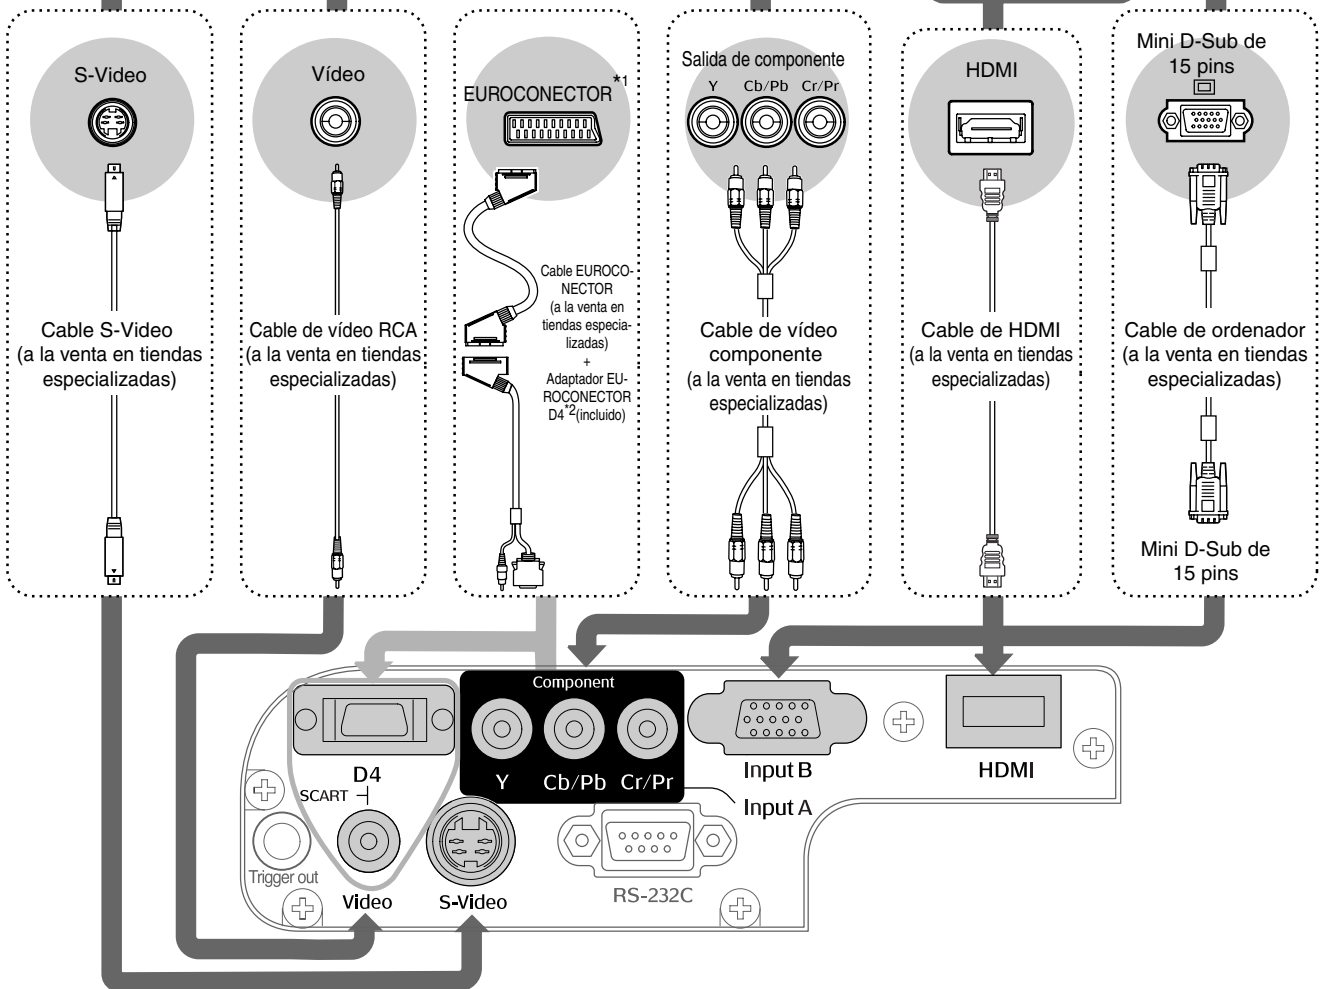 S-Video
Cable S-Video
(a la venta en tiendas
especializadas)
Vídeo
Cable de vídeo RCA
(a la venta en tiendas
especializadas)
EUROCONECTOR*1
Cable EUROCO-
NECTOR
(a la venta en
tiendas especia-
lizadas)
+
Adaptador EU-
ROCONECTOR
D4*2(incluido)
Salida de componente
Y Cb/Pb Cr/Pr
Cable de vídeo
componente
(a la venta en tiendas
especializadas)
HDMI
Cable de HDMI
(a la venta en tiendas
especializadas)
Mini D-Sub de
15 pins
Cable de ordenador
(a la venta en tiendas
especializadas)
Mini D-Sub de
15 pins
Component
Y Cb/Pb Cr/Pr
Input A
Input B
HDMI
D4
SCART
Trigger out
Video
S-Video
RS-232C